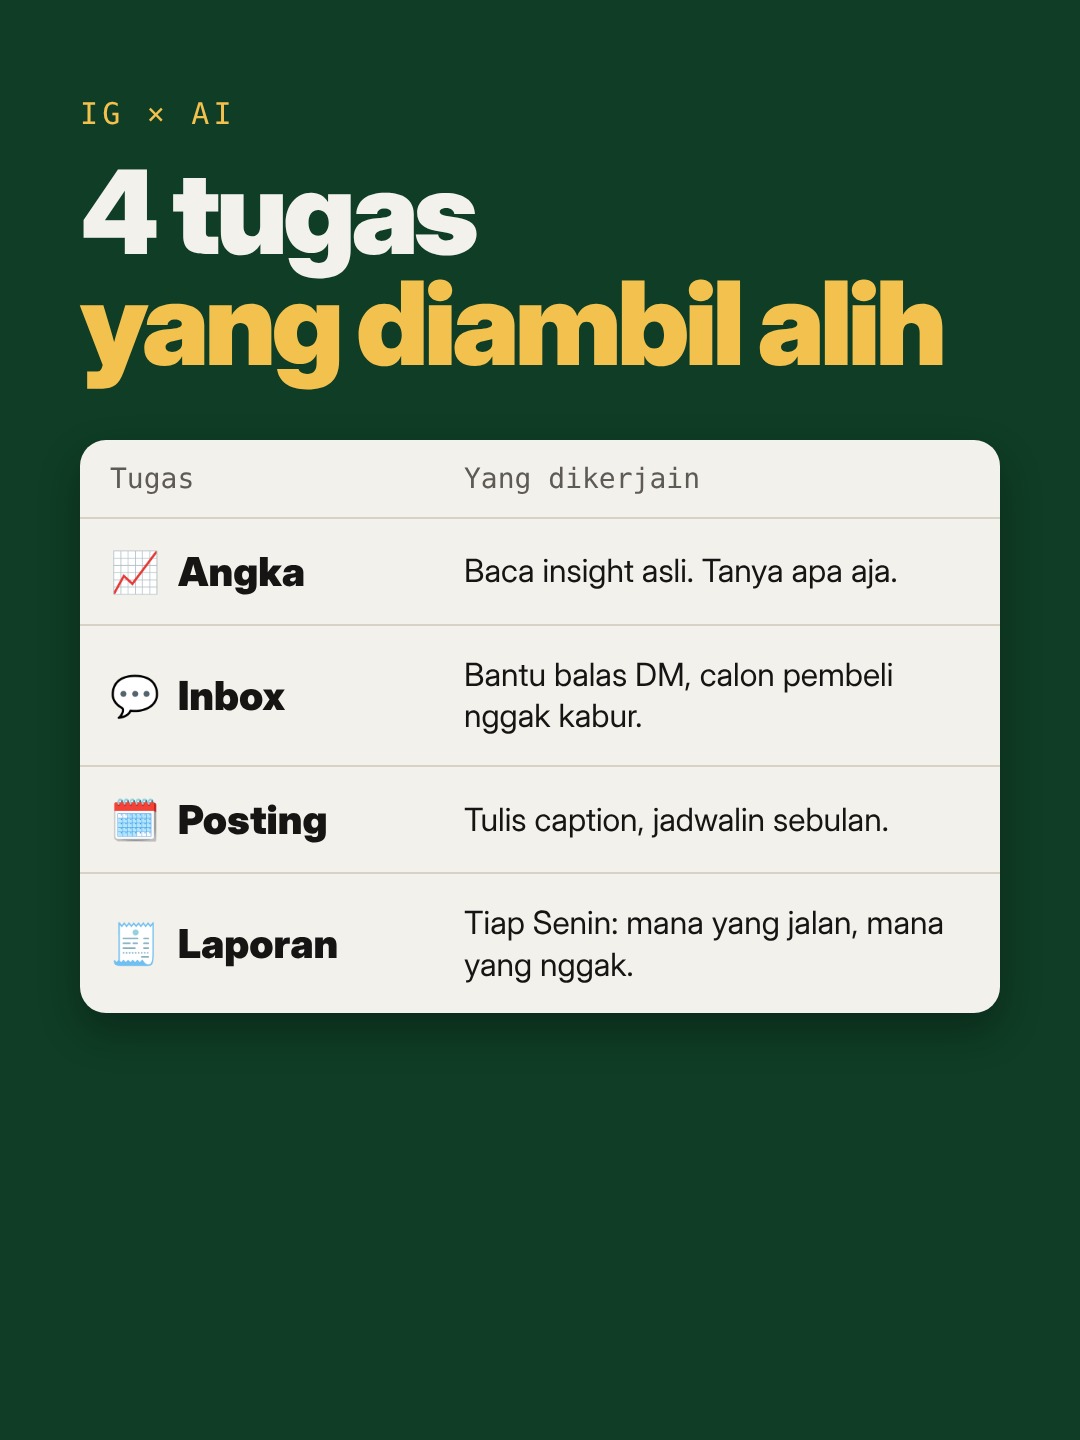 IG × AI
4 tugas
yang diambil alih
Tugas
Yang dikerjain
Angka
Baca insight asli. Tanya apa aja.
Inbox
Bantu balas DM, calon pembeli
nggak kabur.
Posting
Tulis caption, jadwalin sebulan.
Laporan
Tiap Senin: mana yang jalan, mana
yang nggak.